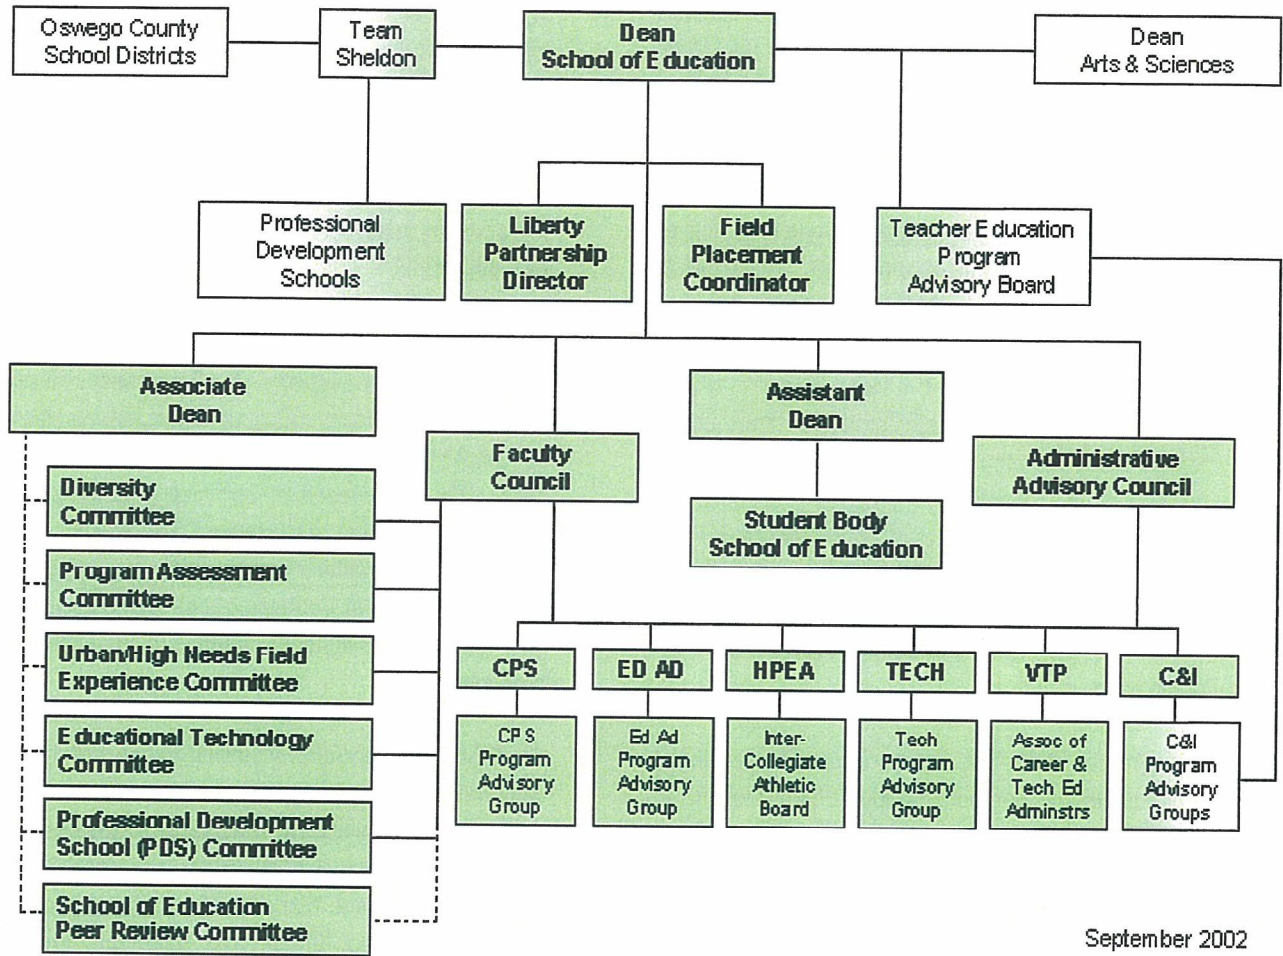 Oswego County
School Districts
Team
Sheldon
Dean
School of Education
Dean
Arts & Sciences
Professional
Development
Schools
Liberty
Partnership
Director
Field
Placement
Coordinator
Teacher Education
Program
Advisory Board
Associate
Dean
Faculty
Council
Assistant
Dean
Administrative
Advisory Council
Student Body
School of Education
Diversity
Committee
Program Assessment
Committee
Urban/High Needs Field
Experience Committee
Educational Technology
Committee
Professional Development
School (PDS) Committee
School of Education
Peer Review Committee
CPS
ED AD
HPEA
TECH
VTP
C&I
CPS
Program
Advisory
Group
Ed Ad
Program
Advisory
Group
Inter-
Collegiate
Athletic
Board
Tech
Program
Advisory
Group
Assoc of
Career &
Tech Ed
Adminstrs
C&I
Program
Advisory
Groups
September 2002